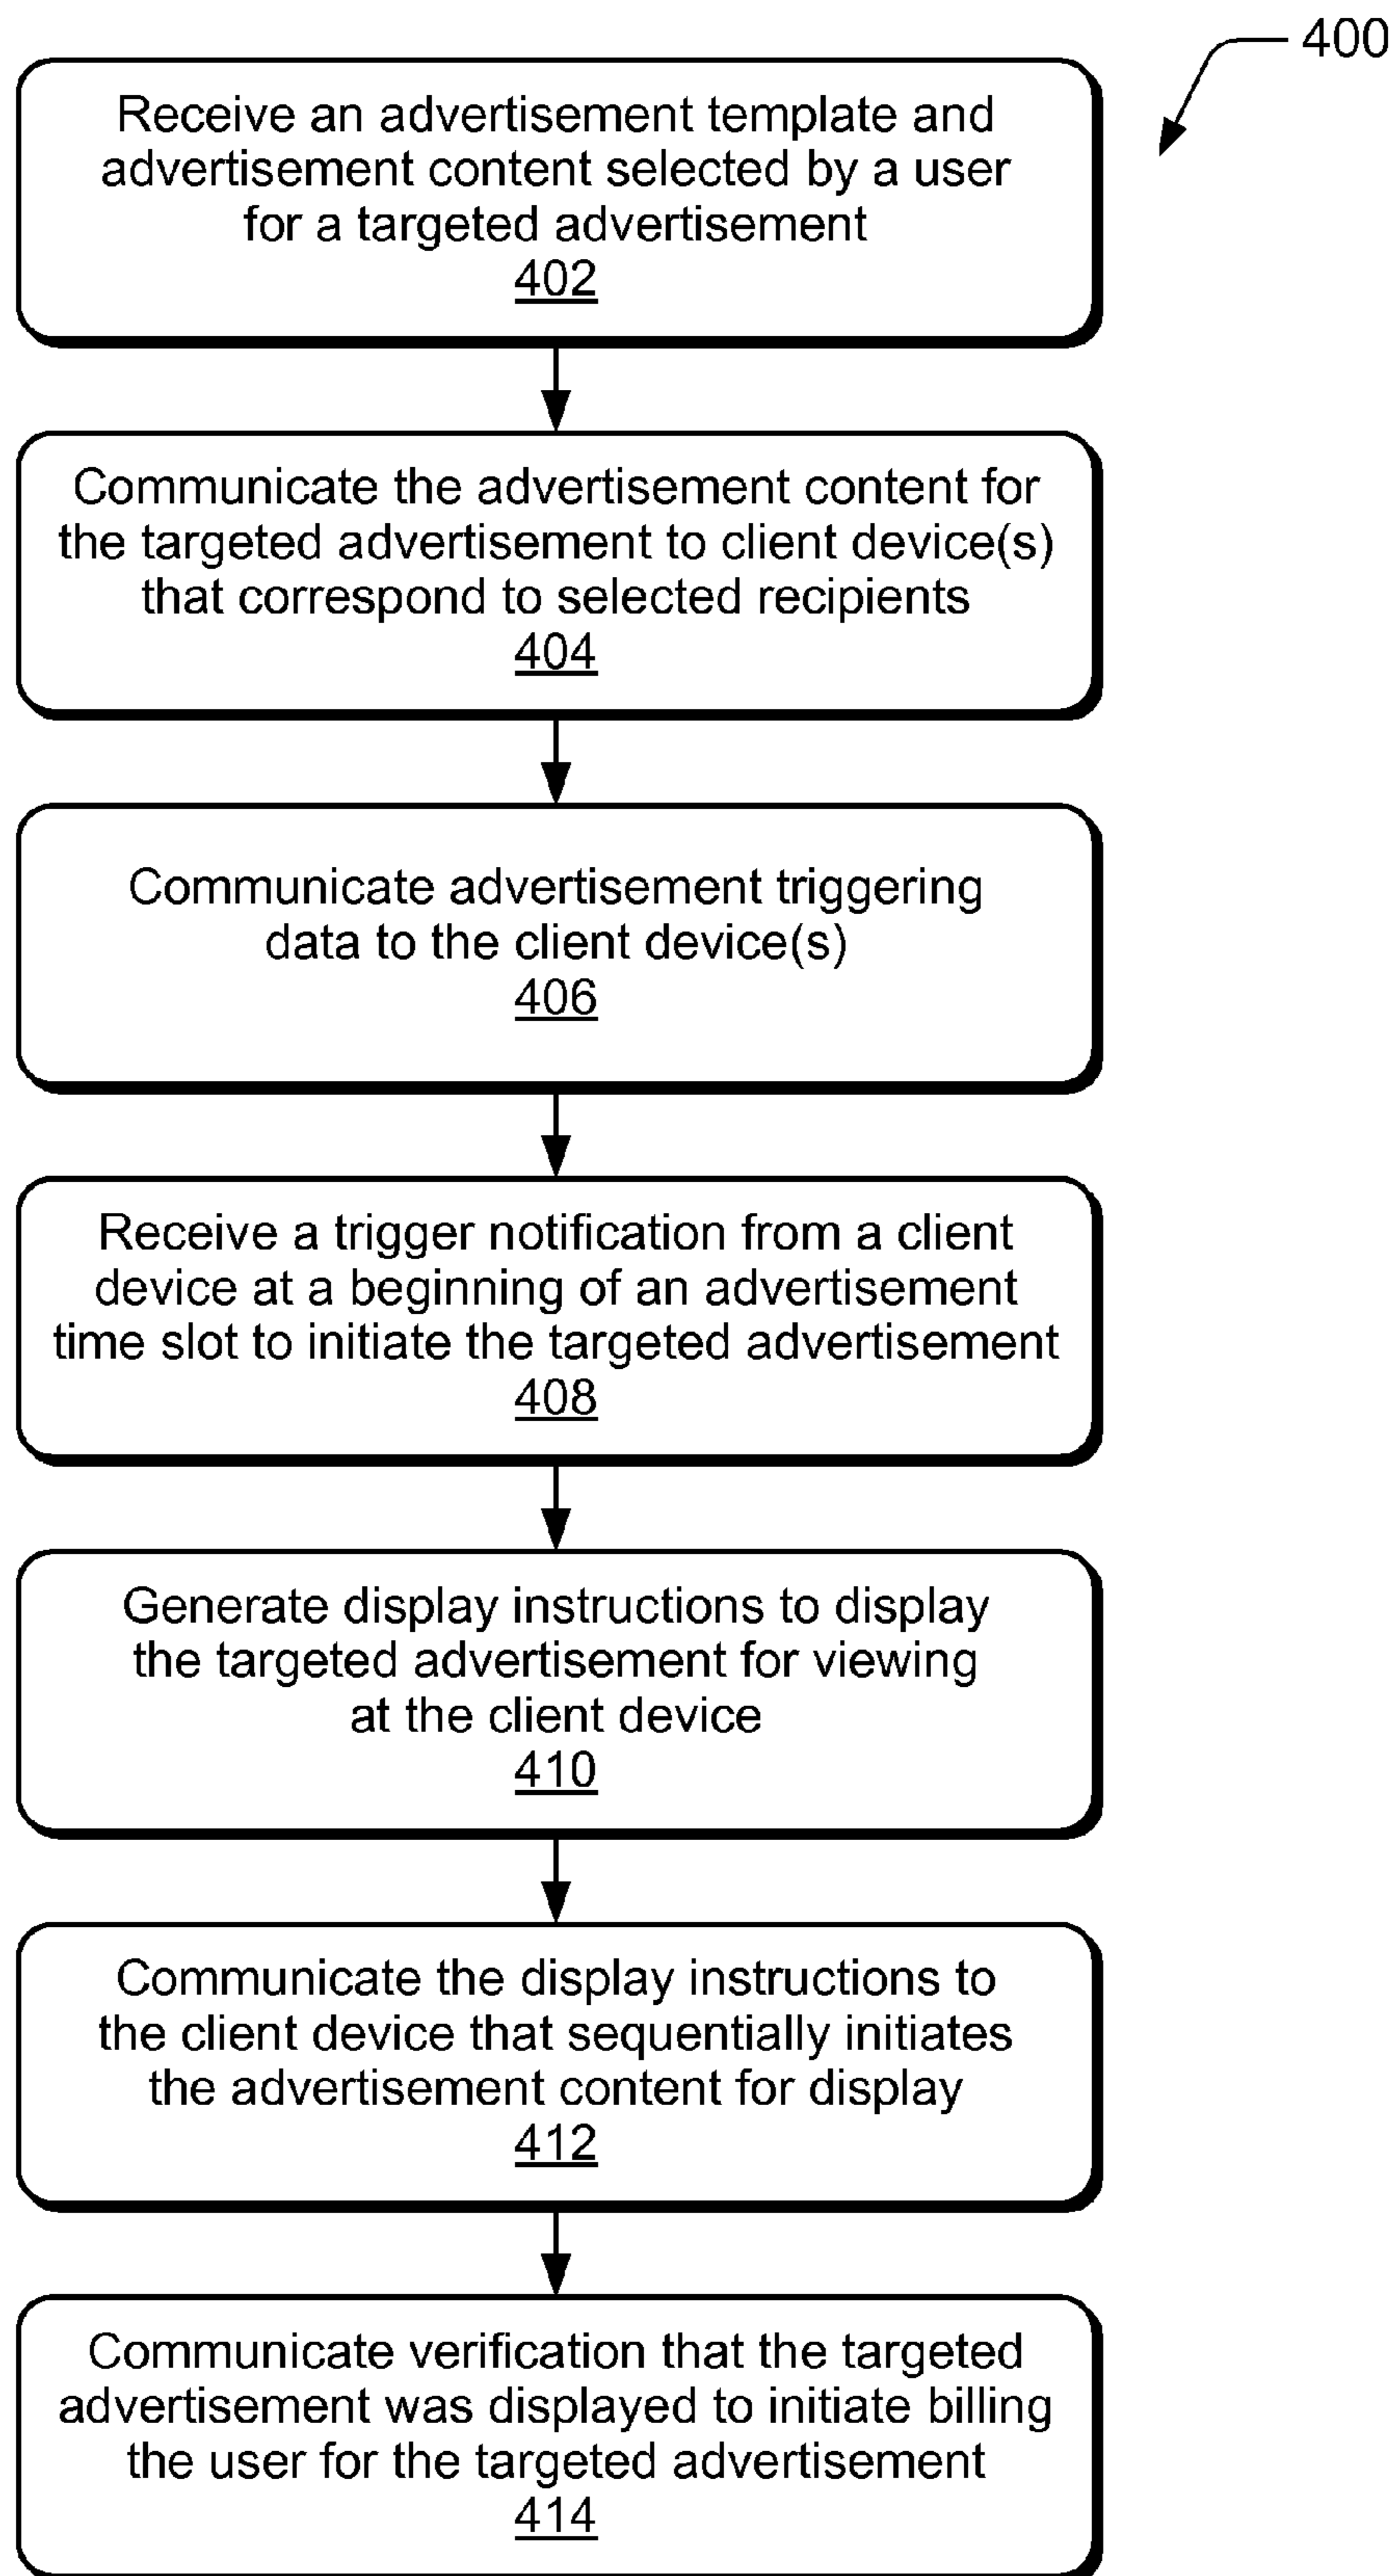 400
Receive an advertisement template and
advertisement content selected by a user
for a targeted advertisement
402
Communicate the advertisement content for
the targeted advertisement to client device(s)
that correspond to selected recipients
404
Communicate advertisement triggering
data to the client device(s)
406
Receive a trigger notification from a client
device at a beginning of an advertisement
time slot to initiate the targeted advertisement
408
Generate display instructions to display
the targeted advertisement for viewing
at the client device
410
Communicate the display instructions to
the client device that sequentially initiates
the advertisement content for display
412
Communicate verification that the targeted
advertisement was displayed to initiate billing
the user for the targeted advertisement
414